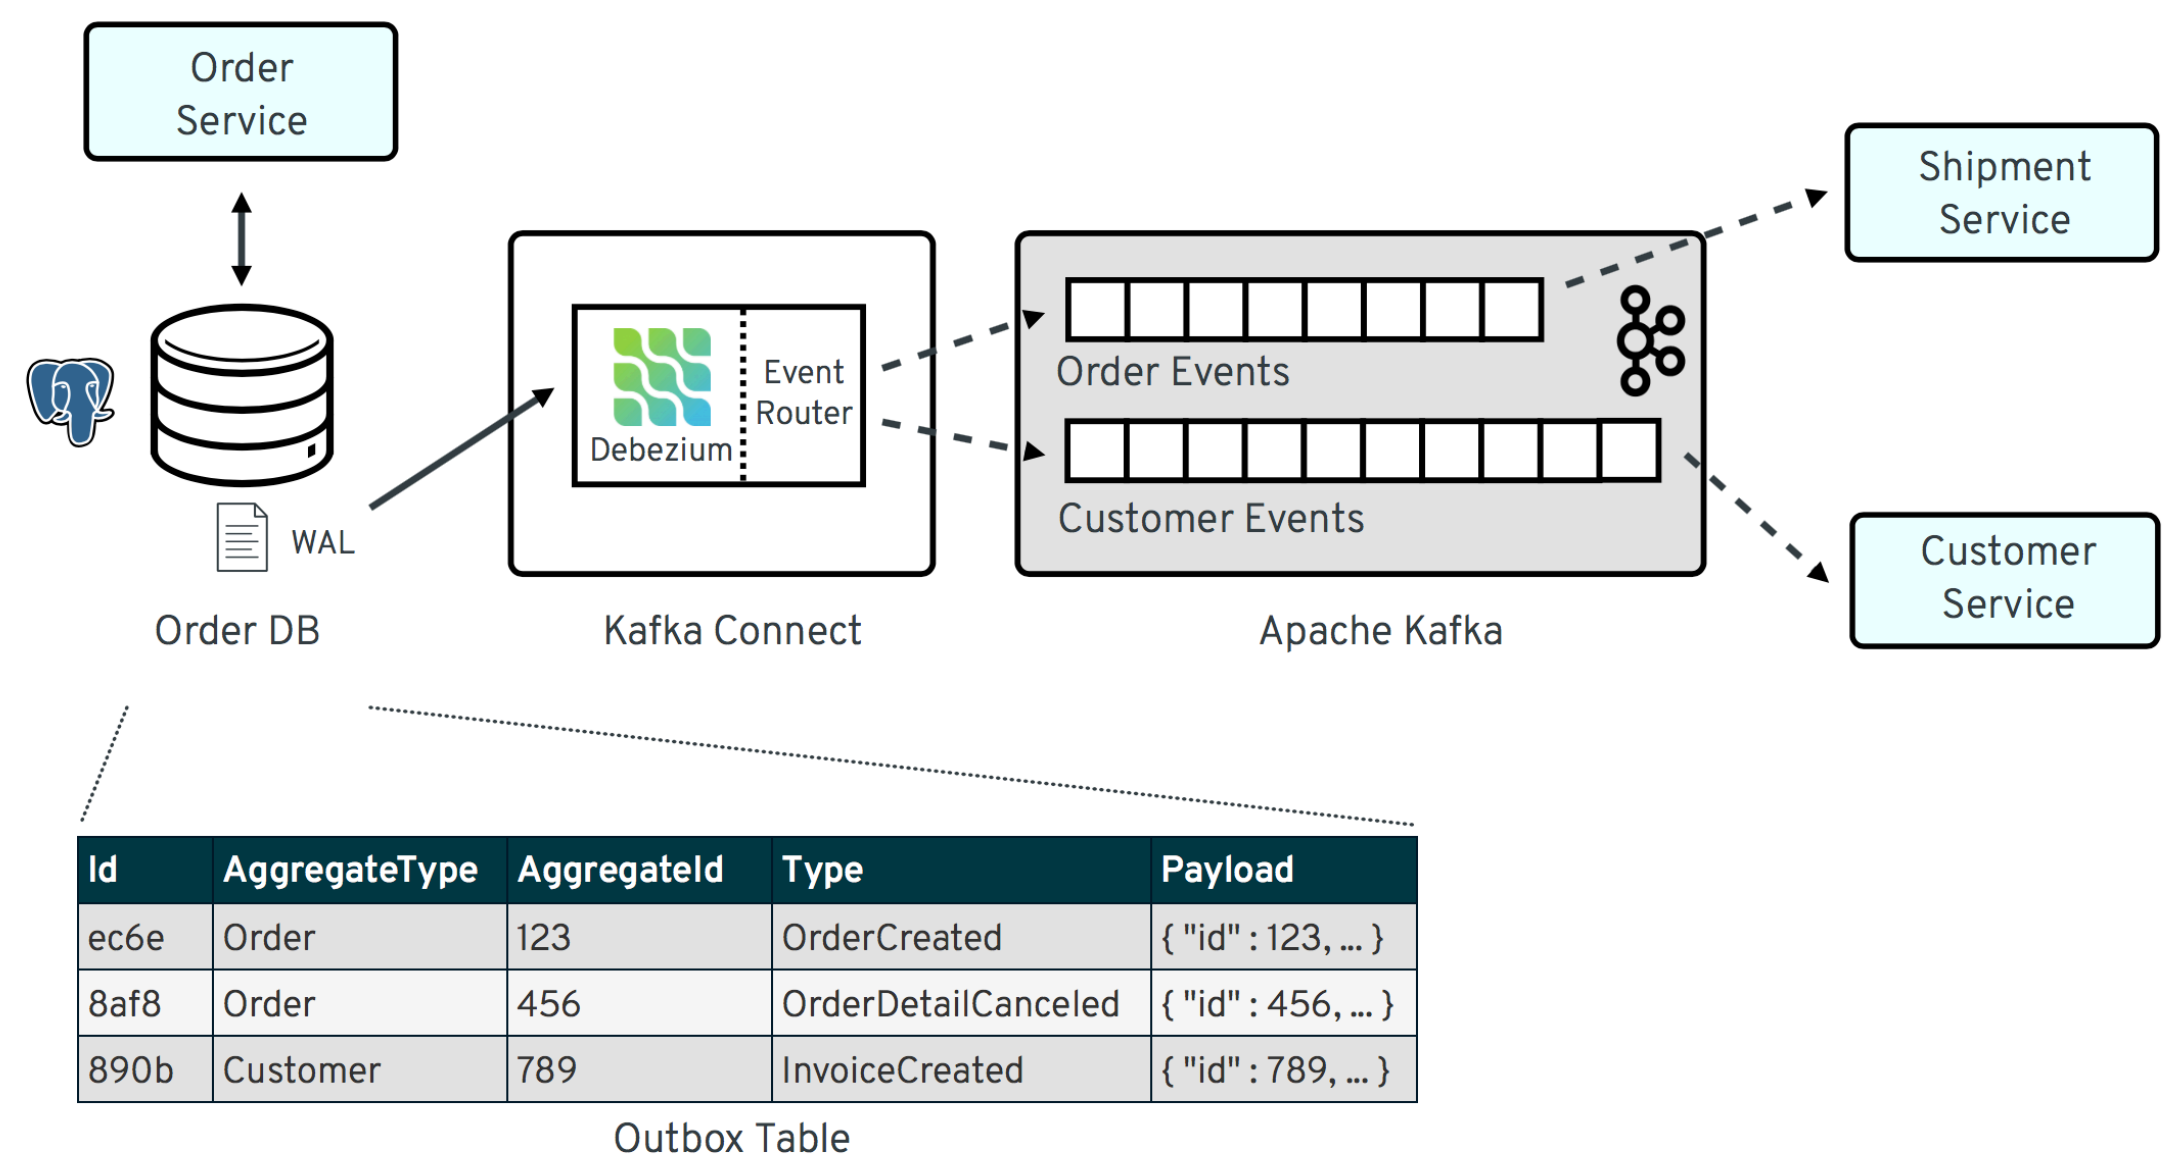 Order
Service
Shipment
Service
Event
Router
Debezium
Order Events
Customer Events
WAL
Customer
Service
Order DB
Kafka Connect
Apache Kafka
Id AggregateType AggregateId Type Payload
ec6e Order 123 OrderCreated { "id" : 123, ... }
8af8 Order 456 OrderDetailCanceled { "id" : 456, ... }
890b Customer 789 InvoiceCreated { "id" : 789, ... }
Outbox Table